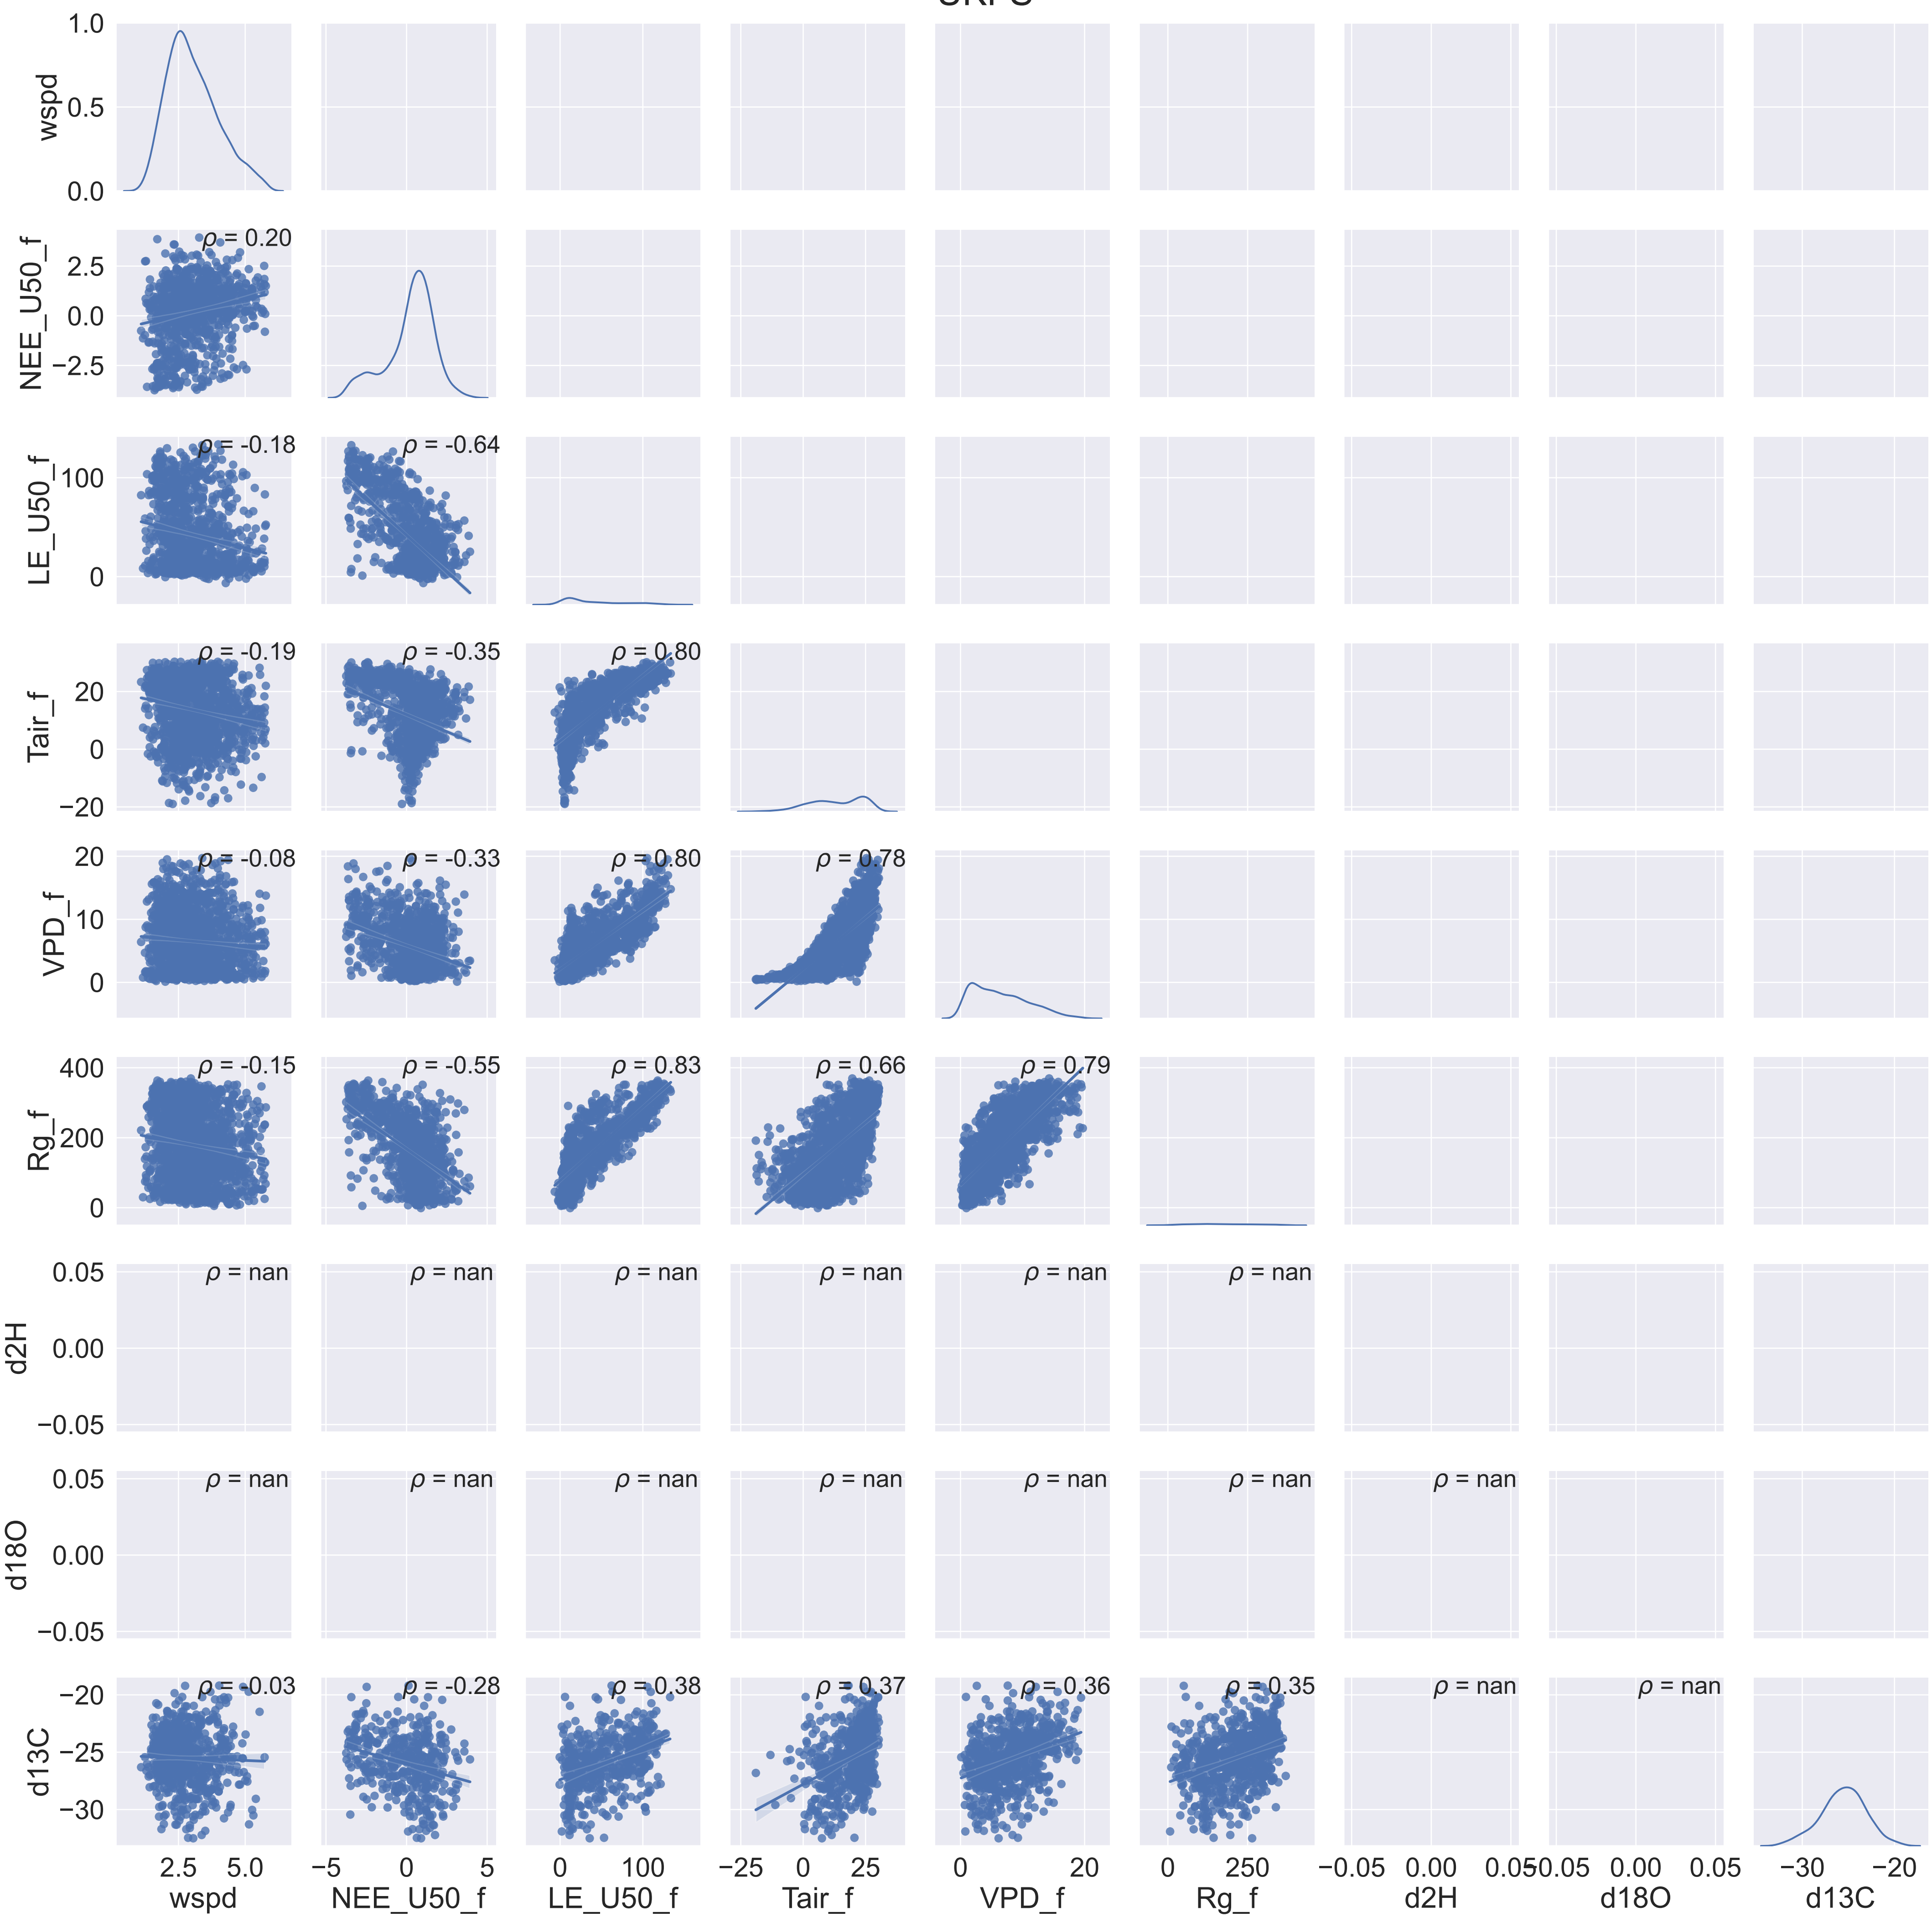 1.0
0.5
0.0
wspd
ρ = 0.20
2.5
0.0
−2.5
NEE_U50_f
ρ = -0.18
ρ = -0.64
100
0
LE_U50_f
ρ = -0.19
ρ = -0.35
ρ = 0.80
20
0
−20
Tair_f
ρ = -0.08
ρ = -0.33
ρ = 0.80
ρ = 0.78
20
10
0
VPD_f
ρ = -0.15
ρ = -0.55
ρ = 0.83
ρ = 0.66
ρ = 0.79
400
200
0
Rg_f
ρ = nan
ρ = nan
ρ = nan
ρ = nan
ρ = nan
ρ = nan
0.05
0.00
−0.05
d2H
ρ = nan
ρ = nan
ρ = nan
ρ = nan
ρ = nan
ρ = nan
ρ = nan
0.05
0.00
−0.05
d18O
ρ = -0.03
ρ = -0.28
ρ = 0.38
ρ = 0.37
ρ = 0.36
ρ = 0.35
ρ = nan
ρ = nan
−20
−25
−30
d13C
2.5 5.0
−5 0 5
0 100
−25 0 25
0 20
0 250
−0.05 0.00 0.05
−0.05 0.00 0.05
−30 −20
wspd
NEE_U50_f
LE_U50_f
Tair_f
VPD_f
Rg_f
d2H
d18O
d13C